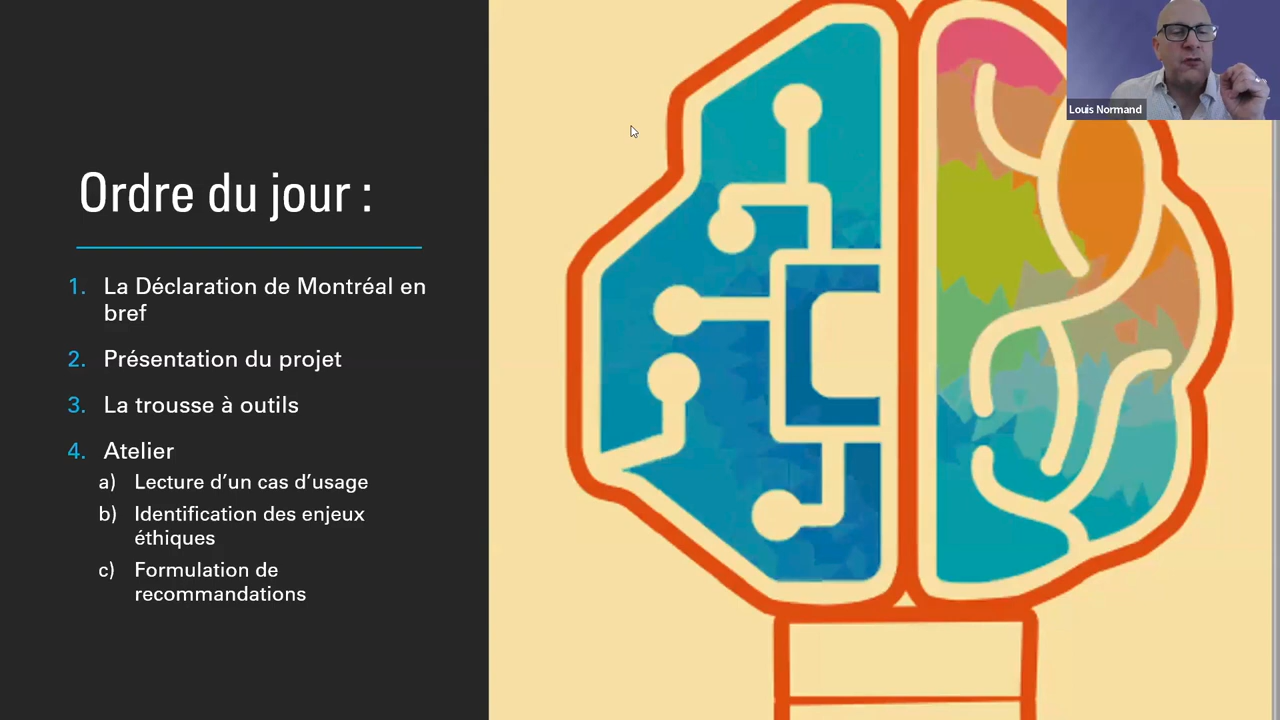 Ordre du jour :
1. La Déclaration de Montréal en
bref
2. Présentation du projet
3. La trousse à outils
4. Atelier
a) Lecture d'un cas d'usage
b) Identification des enjeux
éthiques
c) Formulation de
recommandations
Louis Normand